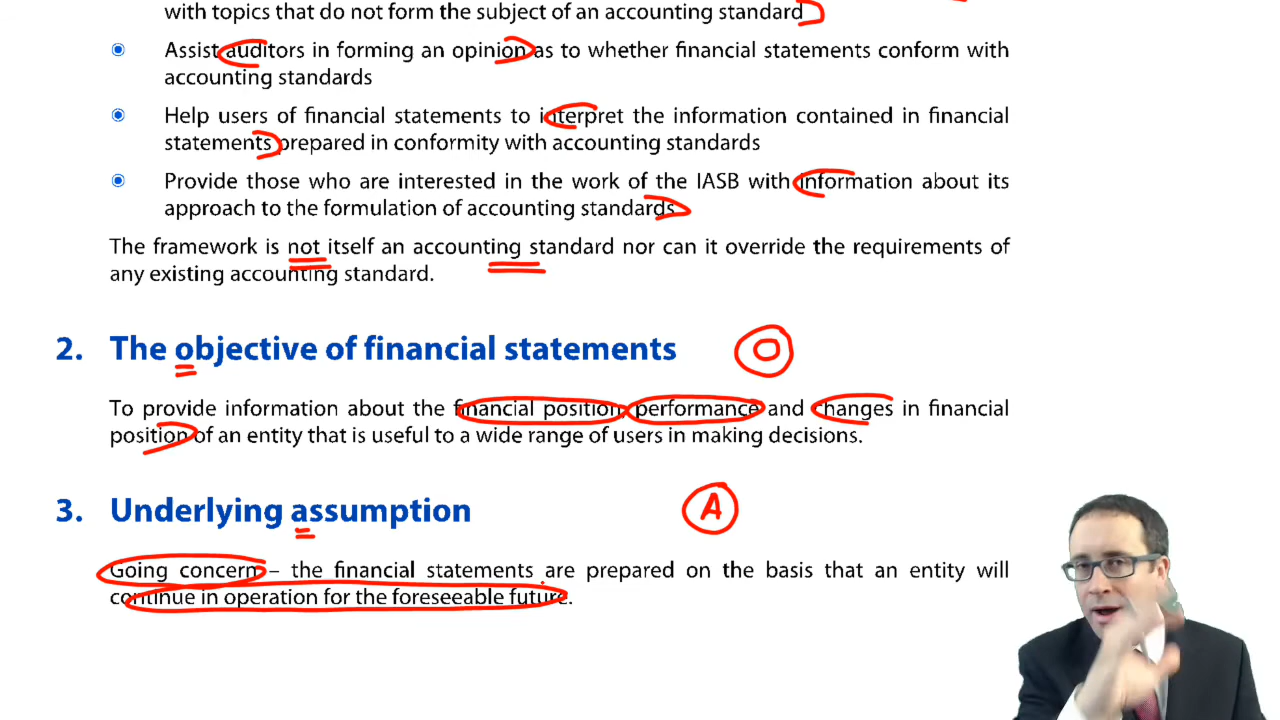 with topics that do not form the subject of an accounting standard
Assist auditors in forming an opinion as to whether financial statements conform with
accounting standards
Help users of financial statements to interpret the information contained in financial
statements prepared in conformity with accounting standards
Provide those who are interested in the work of the IASB with information about its
approach to the formulation of accounting standards
The framework is not itself an accounting standard nor can it override the requirements of
any existing accounting standard.
2. The objective of financial statements O
To provide information about the financial position, performance and changes in financial
position of an entity that is useful to a wide range of users in making decisions.
3. Underlying assumption A
Going concern – the financial statements are prepared on the basis that an entity will
continue in operation for the foreseeable future.